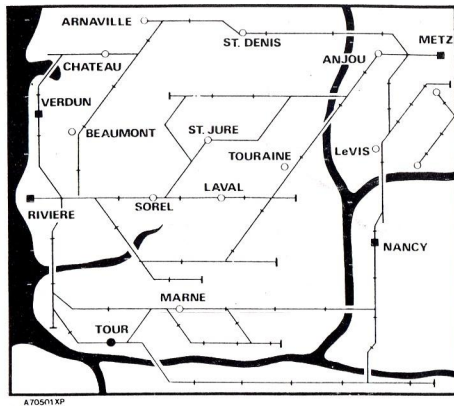 ARNAVILLE
ST. DENIS
METZ
ANJOU
CHATEAU
VERDUN
BEAUMONT
ST. JURE
LeVIS
TOURAINE
LAVAL
RIVIERE
SOREL
NANCY
MARNE
TOUR
A70501XP